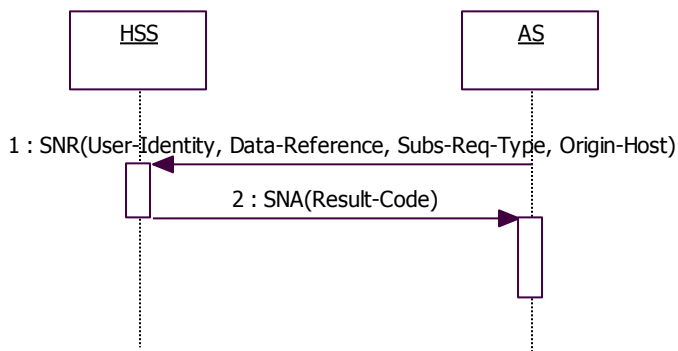 HSS
AS
1 : SNR(User-Identity, Data-Reference, Subs-Req-Type, Origin-Host)
2 : SNA(Result-Code)